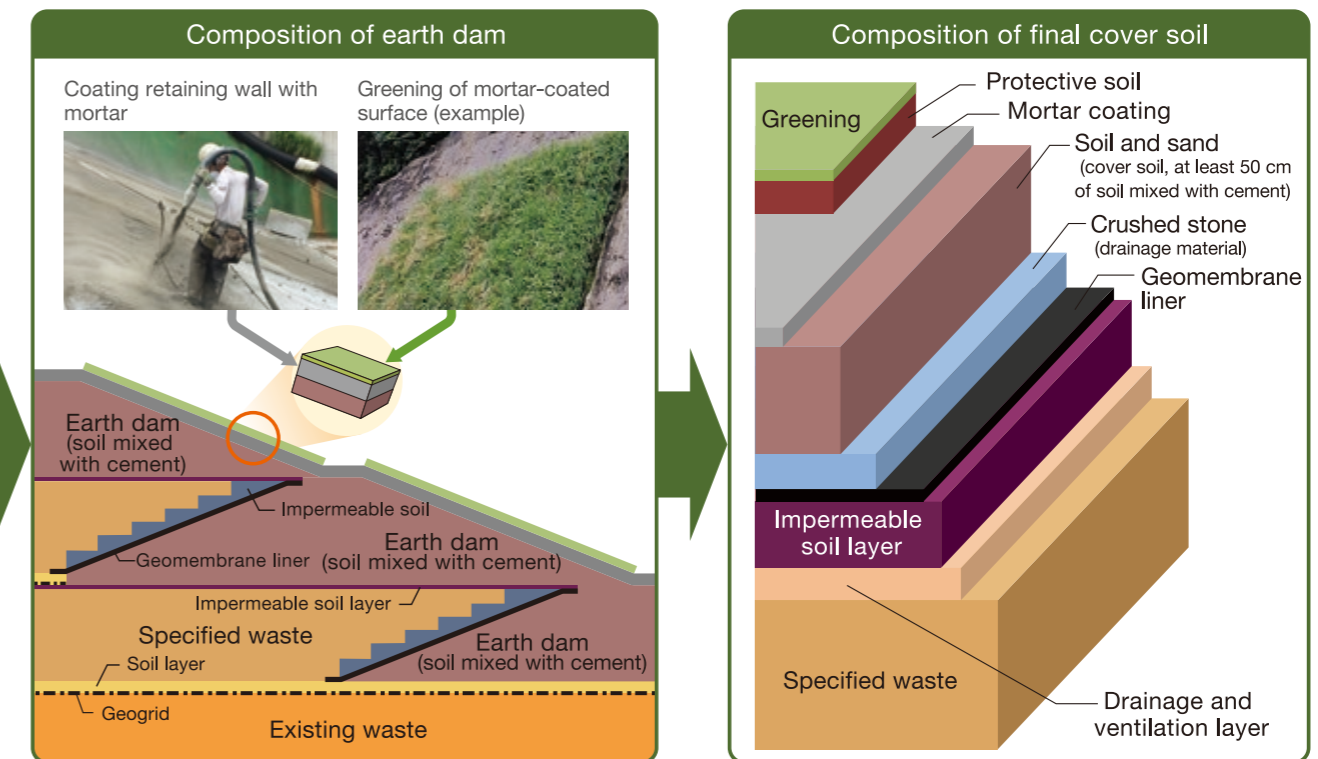 Composition of earth dam
Coating retaining wall with
mortar
Greening of mortar-coated
surface (example)
Earth dam
(soil mixed
with cement)
Impermeable soil
Geomembrane liner
Earth dam
(soil mixed with cement)
Impermeable soil layer
Specified waste
Earth dam
(soil mixed with cement)
Soil layer
Geogrid
Existing waste
Composition of final cover soil
Greening
Protective soil
Mortar coating
Soil and sand
(cover soil, at least 50 cm
of soil mixed with cement)
Crushed stone
(drainage material)
Geomembrane
liner
Impermeable
soil layer
Specified waste
Drainage and
ventilation layer